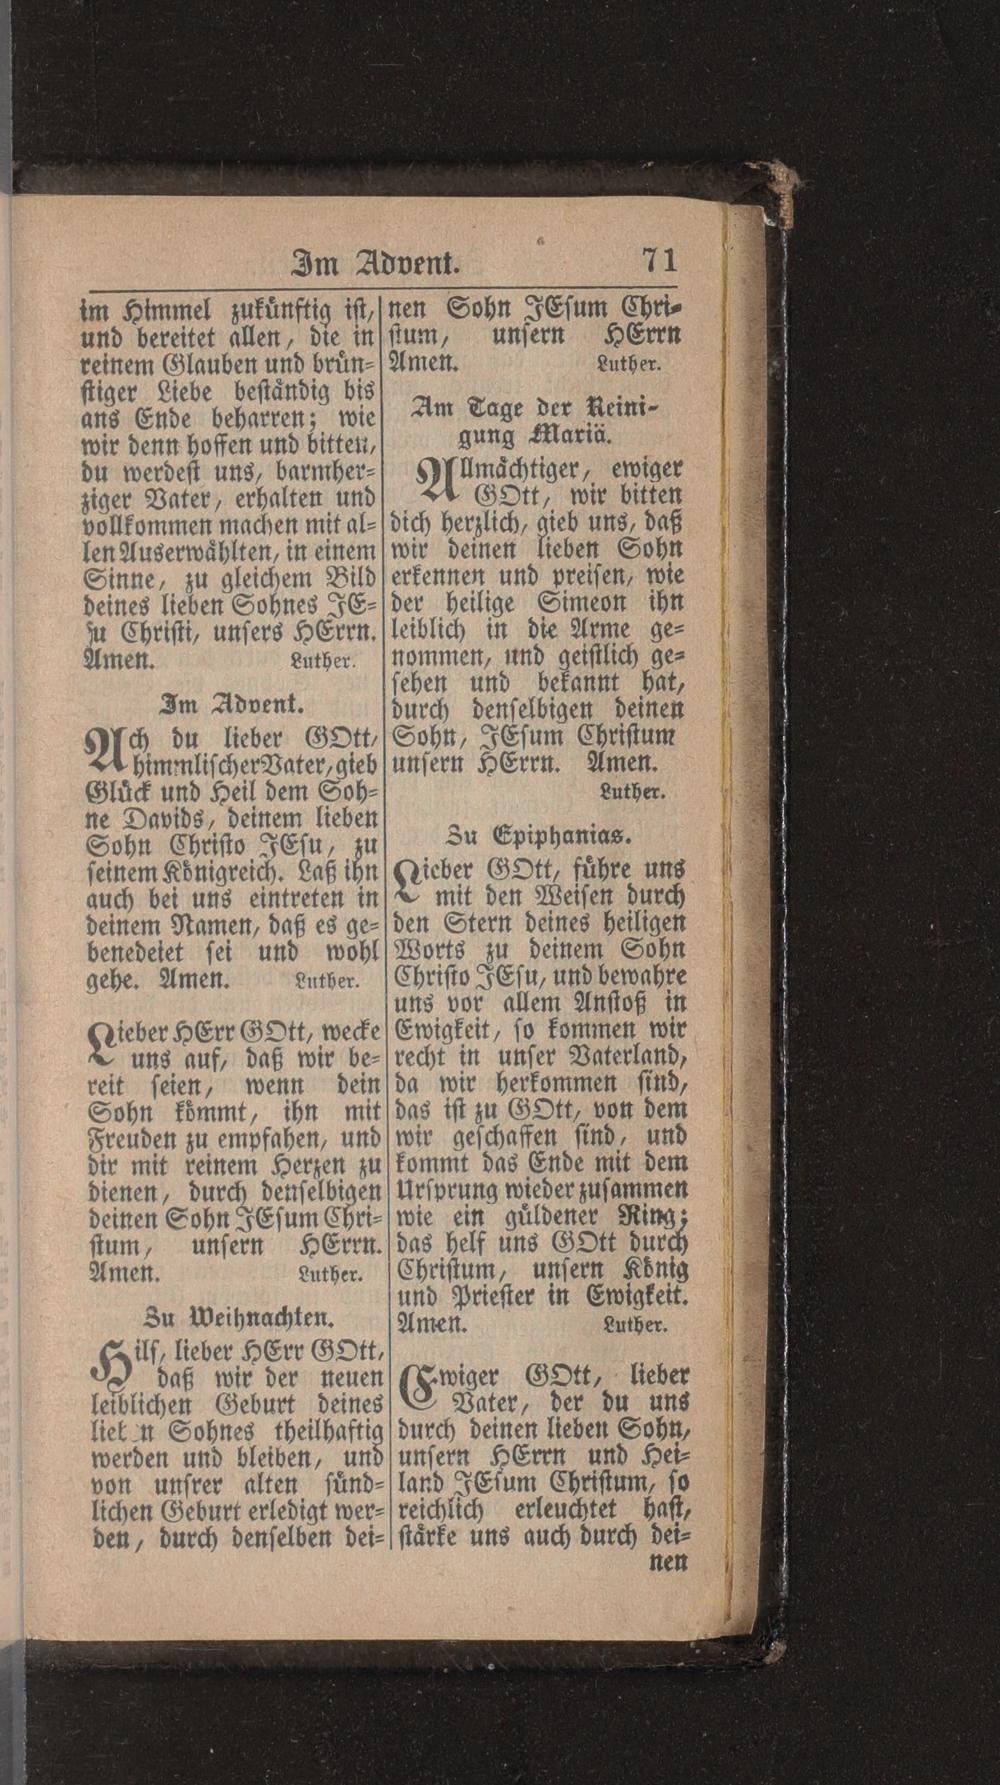 Im Advent. 71
im Himmel zukünftig ist,
und bereitet allen, die in
reinem Glauben und brün-
stiger Liebe beständig bis
ans Ende beharren; wie
wir denn hoffen und bitten,
du werdest uns, barmher-
ziger Vater, erhalten und
vollkommen machen mit al-
len Auserwählten, in einem
Sinne, zu gleichem Bild
deines lieben Sohnes JE-
su Christi, unsers HErrn.
Amen. Luther.
Im Advent.
Ach du lieber GOtt,
himmlischer Vater, gieb
Glück und Heil dem Soh-
ne Davids, deinem lieben
Sohn Christo JEsu, zu
seinem Königreich. Laß ihn
auch bei uns eintreten in
deinem Namen, daß es ge-
benedeiet sei und wohl
gehe. Amen. Luther.
Lieber HErr GOtt, wecke
uns auf, daß wir be-
reit seien, wenn dein
Sohn kömmt, ihn mit
Freuden zu empfahen, und
dir mit reinem Herzen zu
dienen, durch denselbigen
deinen Sohn JEsum Chri-
stum, unsern HErrn.
Amen. Luther.
Zu Weihnachten.
Hilf, lieber HErr GOtt,
daß wir der neuen
leiblichen Geburt deines
lieben Sohnes theilhaftig
werden und bleiben, und
von unsrer alten sünd-
lichen Geburt erledigt wer-
den, durch denselben dei-
nen Sohn JEsum Chri-
stum, unsern HErrn
Amen. Luther.
Am Tage der Reini-
gung Mariä.
Allmächtiger, ewiger
GOtt, wir bitten
dich herzlich, gieb uns, daß
wir deinen lieben Sohn
erkennen und preisen, wie
der heilige Simeon ihn
leiblich in die Arme ge-
nommen, und geistlich ge-
sehen und bekannt hat,
durch denselbigen deinen
Sohn, JEsum Christum
unsern HErrn. Amen.
Luther.
Zu Epiphanias.
Lieber GOtt, führe uns
mit den Weisen durch
den Stern deines heiligen
Worts zu deinem Sohn
Christo JEsu, und bewahre
uns vor allem Anstoß in
Ewigkeit, so kommen wir
recht in unser Vaterland,
da wir herkommen sind,
das ist zu GOtt, von dem
wir geschaffen sind, und
kommt das Ende mit dem
Ursprung wieder zusammen
wie ein güldener Ring;
das helf uns GOtt durch
Christum, unsern König
und Priester in Ewigkeit.
Amen. Luther.
Ewiger GOtt, lieber
Vater, der du uns
durch deinen lieben Sohn,
unsern HErrn und Hei-
land JEsum Christum, so
reichlich erleuchtet hast,
stärke uns auch durch dei-
nen